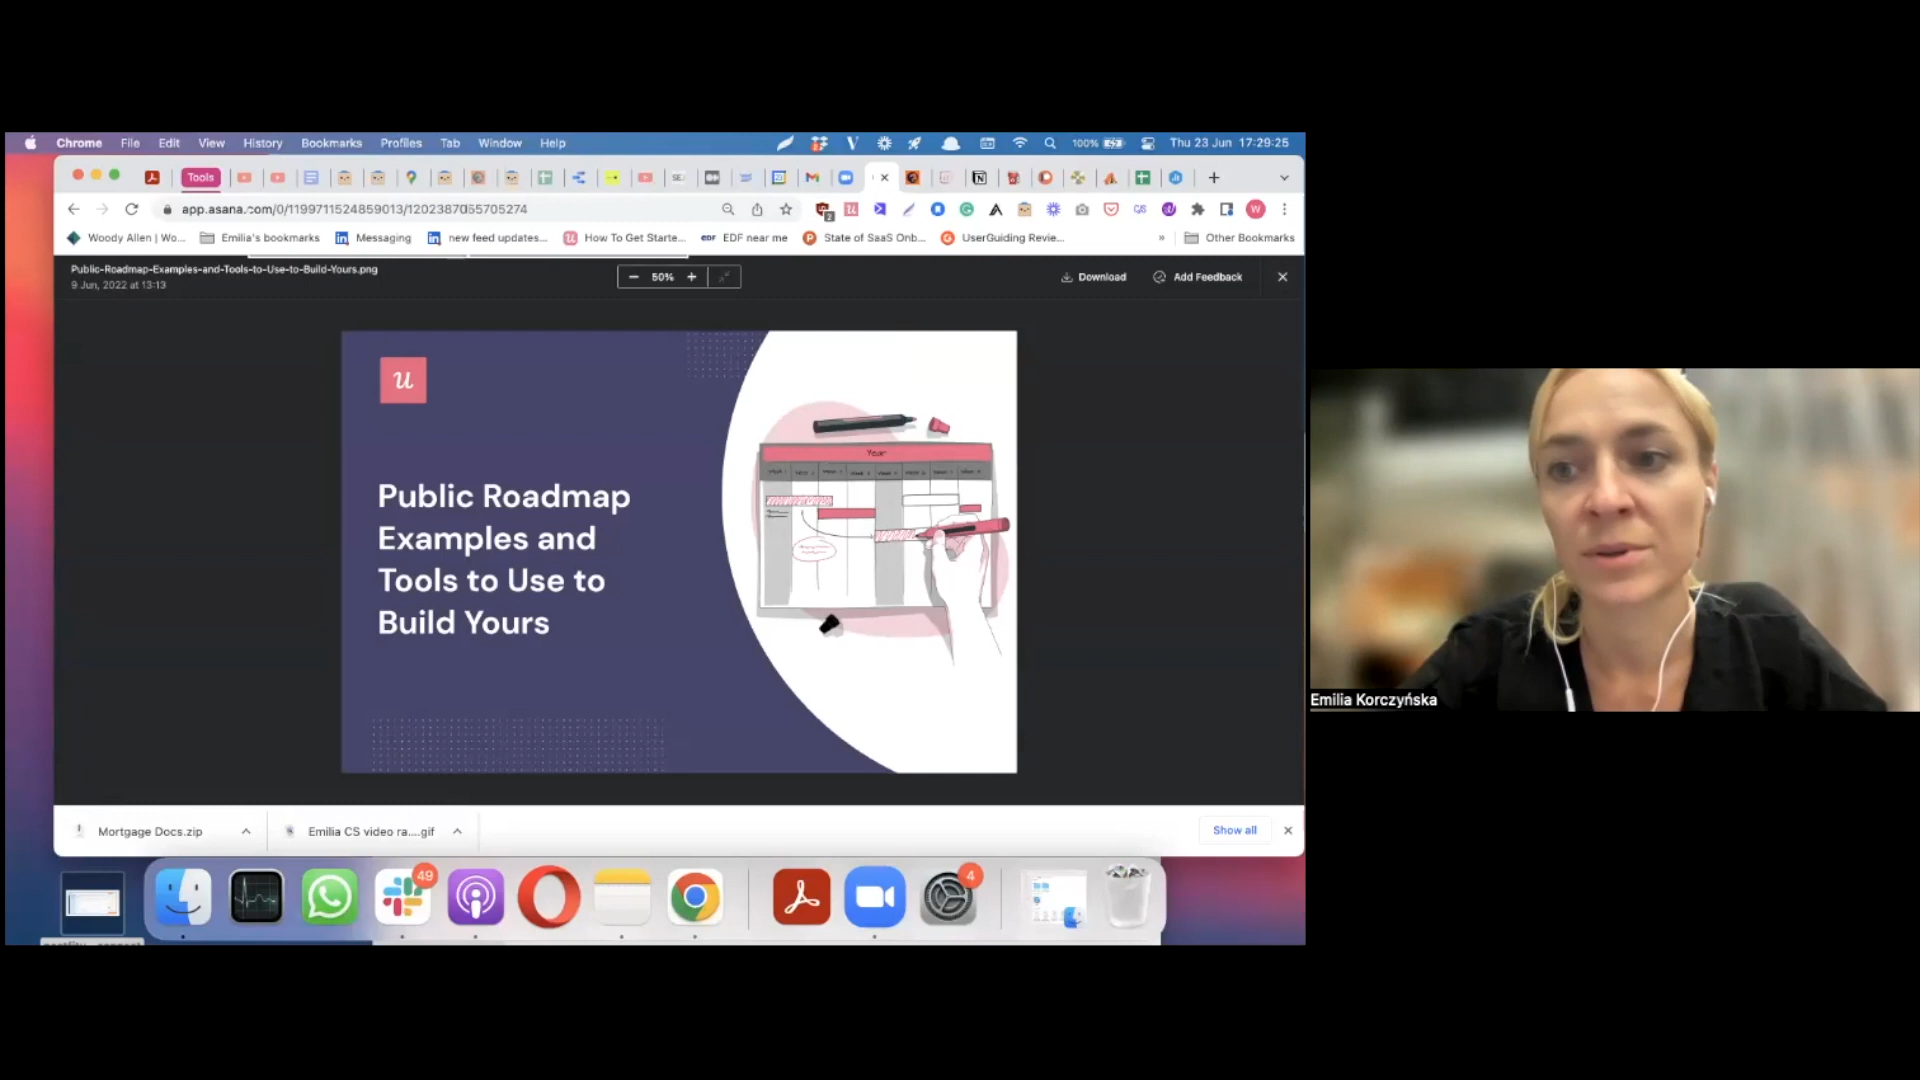 Chrome File Edit View History Bookmarks Profiles Tab Window Help 100% Thu 23 Jun 17:29:25
Tools
app.asana.com/0/1199711524859013/1202387055705274
Woody Allen | Wo... Emilia's bookmarks Messaging new feed updates... How To Get Starte... EDF near me State of SaaS Onb... UserGuiding Revie... » Other Bookmarks
Public-Roadmap-Examples-and-Tools-to-Use-to-Build-Yours.png
9 Jun, 2022 at 13:13
50%
Download
Add Feedback
u
Public Roadmap
Examples and
Tools to Use to
Build Yours
Year
Emilia Korczyńska
Mortgage Docs.zip
Emilia CS video ra....gif
Show all
49
4